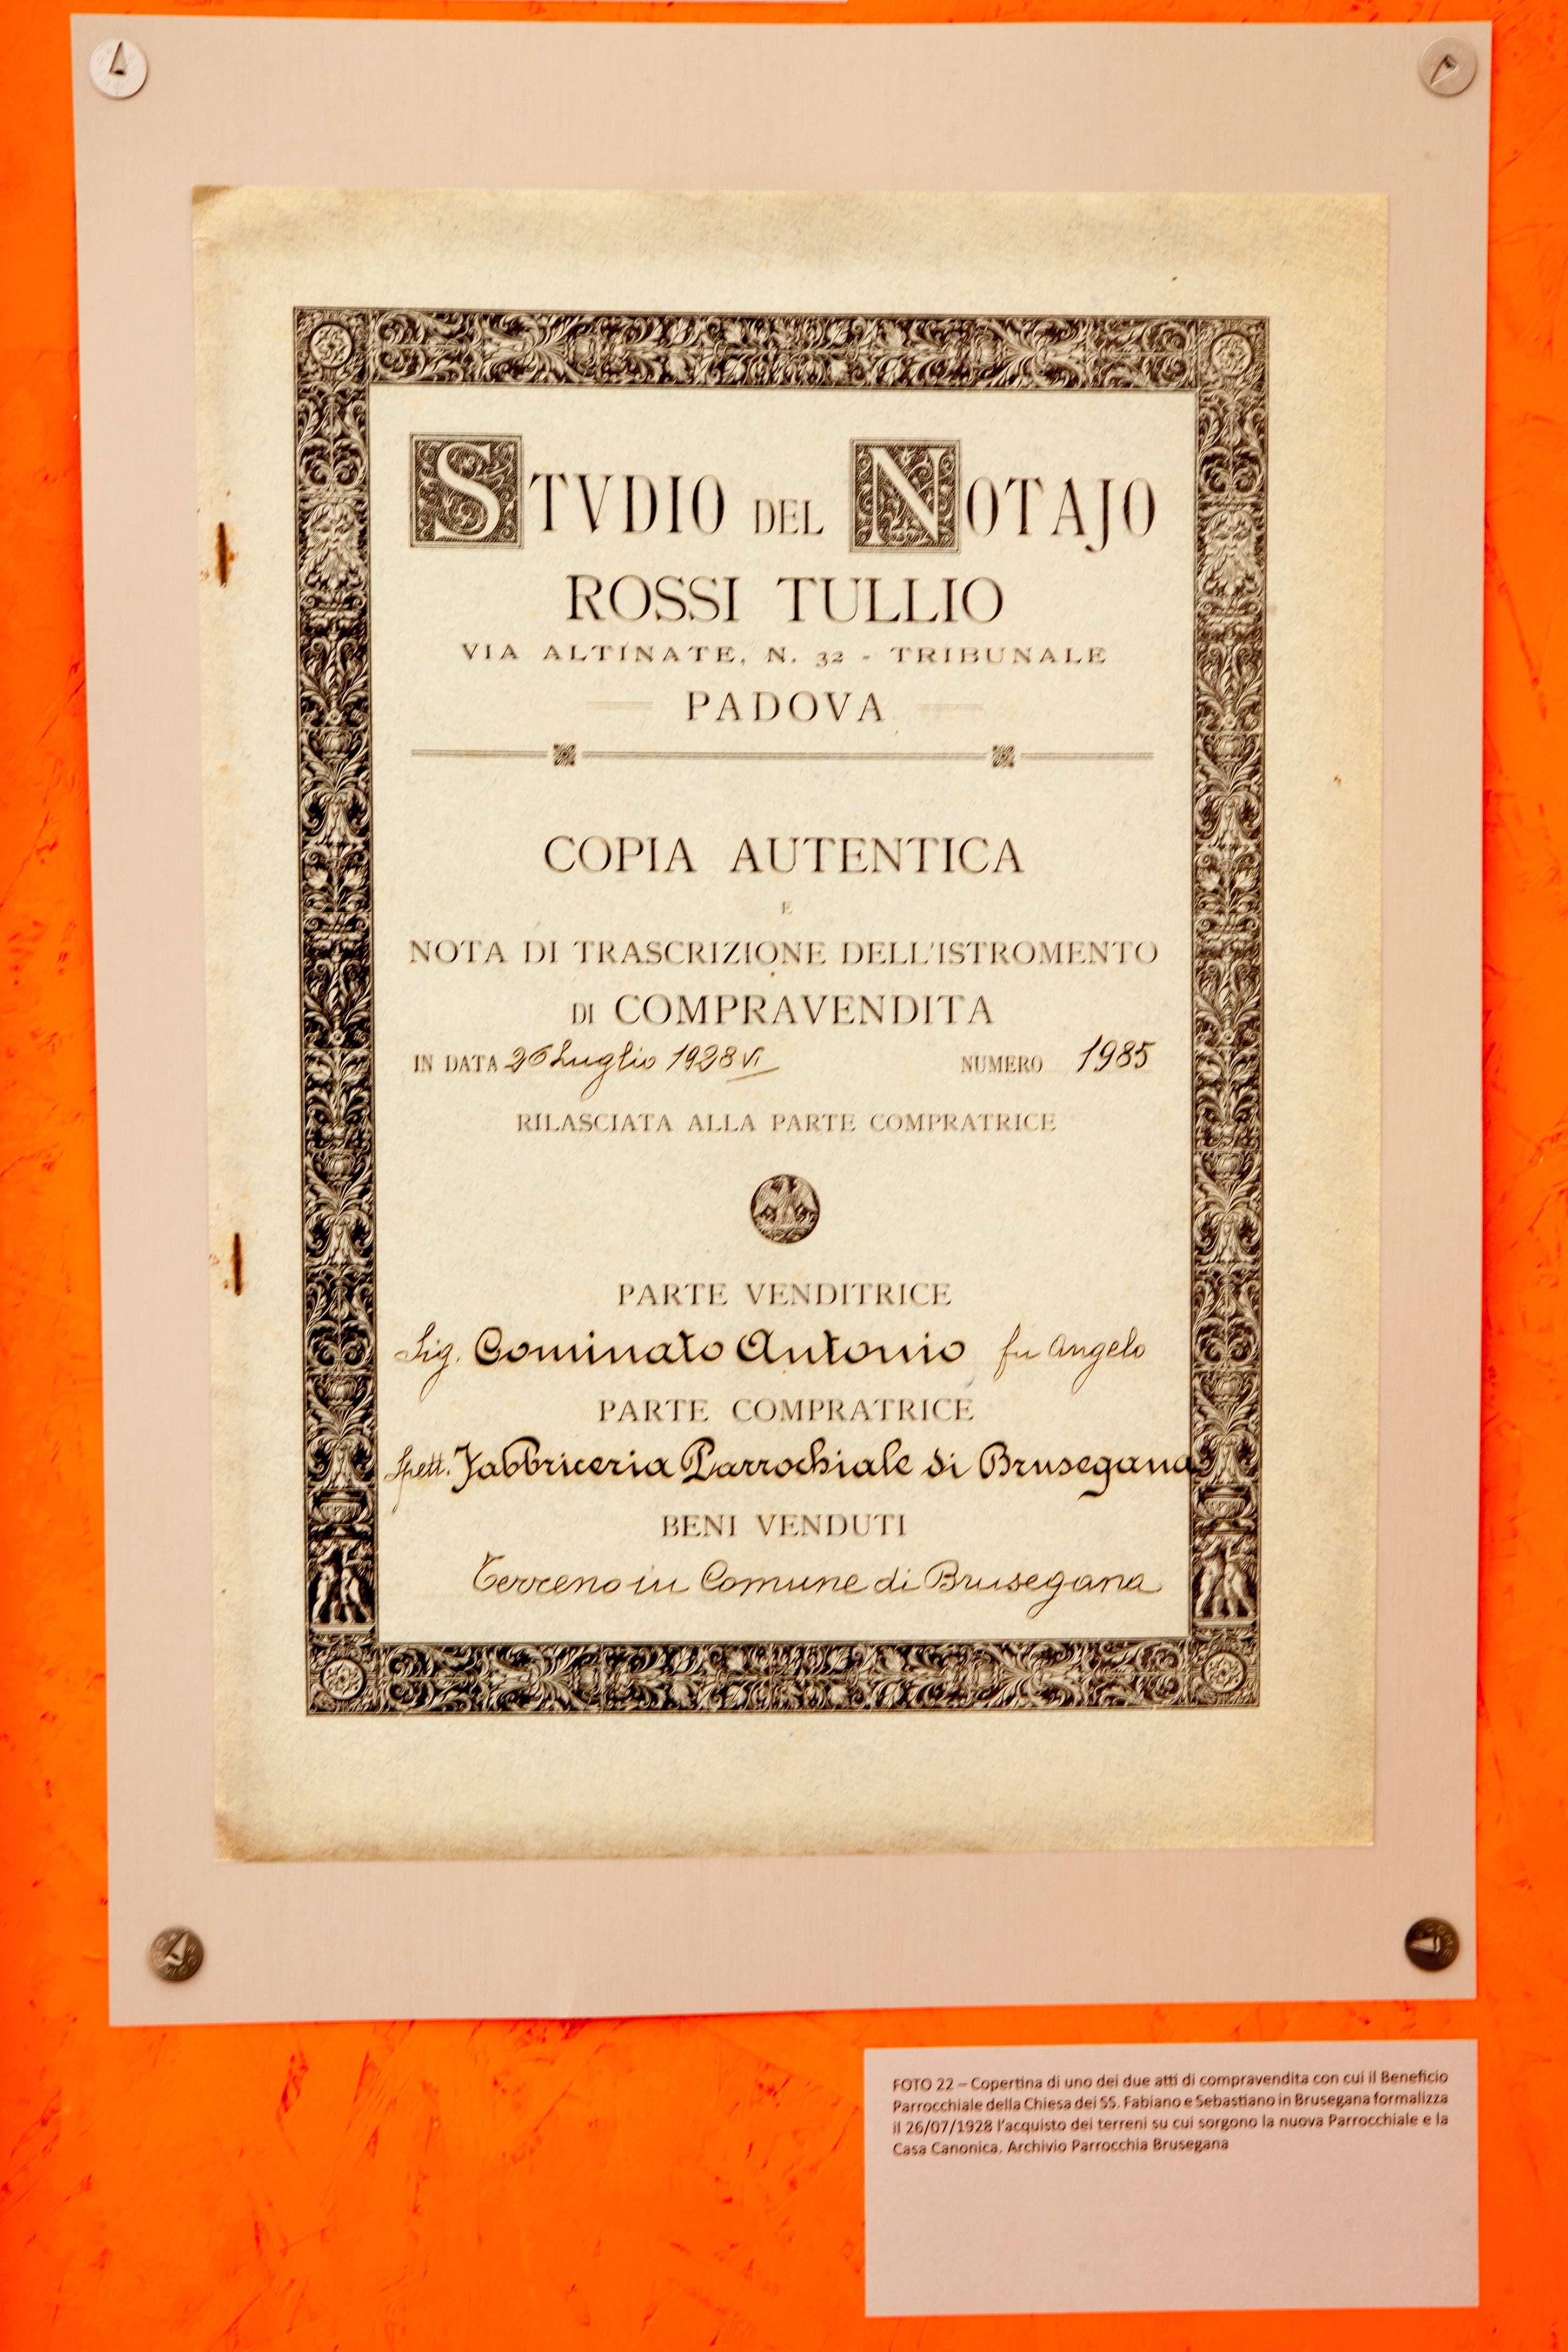 STVDIO DEL NOTAJO
ROSSI TULLIO
VIA ALTINATE, N. 32 - TRIBUNALE
PADOVA
COPIA AUTENTICA
E
NOTA DI TRASCRIZIONE DELL'ISTROMENTO
DI COMPRAVENDITA
IN DATA 26 Luglio 1928 VI NUMERO 1985
RILASCIATA ALLA PARTE COMPRATRICE
PARTE VENDITRICE
Sig. Cominato Antonio fu Angelo
PARTE COMPRATRICE
Spett. Fabbriceria Parrochiale di Brusegana
BENI VENDUTI
Terreno in Comune di Brusegana
FOTO 22 – Copertina di uno dei due atti di compravendita con cui il Beneficio
Parrocchiale della Chiesa dei SS. Fabiano e Sebastiano in Brusegana formalizza
il 26/07/1928 l'acquisto dei terreni su cui sorgono la nuova Parrocchiale e la
Casa Canonica. Archivio Parrocchia Brusegana